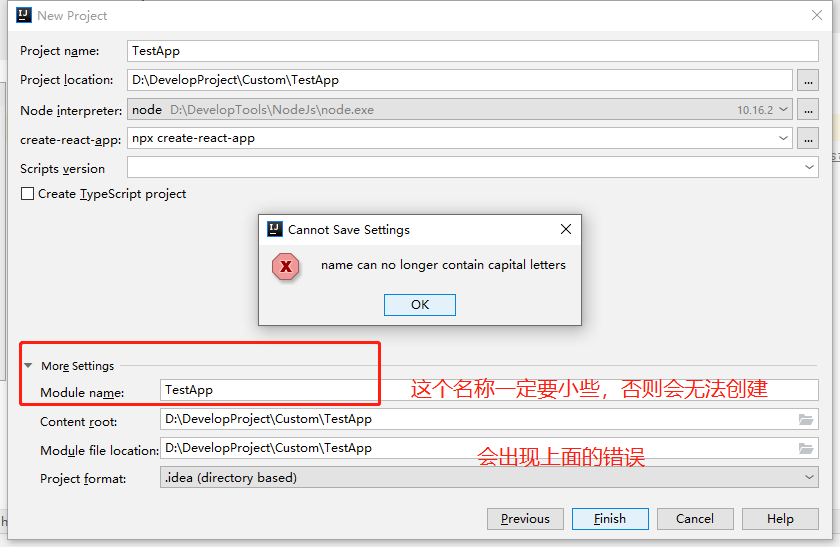 New Project
Project name: TestApp
Project location: D:\DevelopProject\Custom\TestApp ...
Node interpreter: node D:\DevelopTools\NodeJs\node.exe 10.16.2 ...
create-react-app: npx create-react-app ...
Scripts version
Create TypeScript project
Cannot Save Settings
X name can no longer contain capital letters
OK
More Settings
Module name: TestApp 这个名称一定要小些，否则会无法创建
Content root: D:\DevelopProject\Custom\TestApp
Module file location: D:\DevelopProject\Custom\TestApp 会出现上面的错误
Project format: .idea (directory based)
Previous Finish Cancel Help